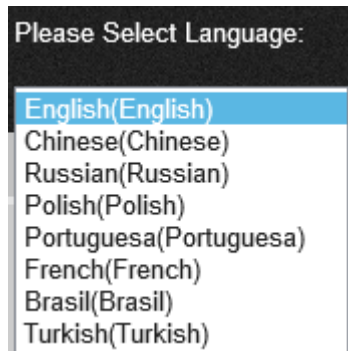 Please Select Language:
English(English)
Chinese(Chinese)
Russian(Russian)
Polish(Polish)
Portuguesa(Portuguesa)
French(French)
Brasil(Brasil)
Turkish(Turkish)